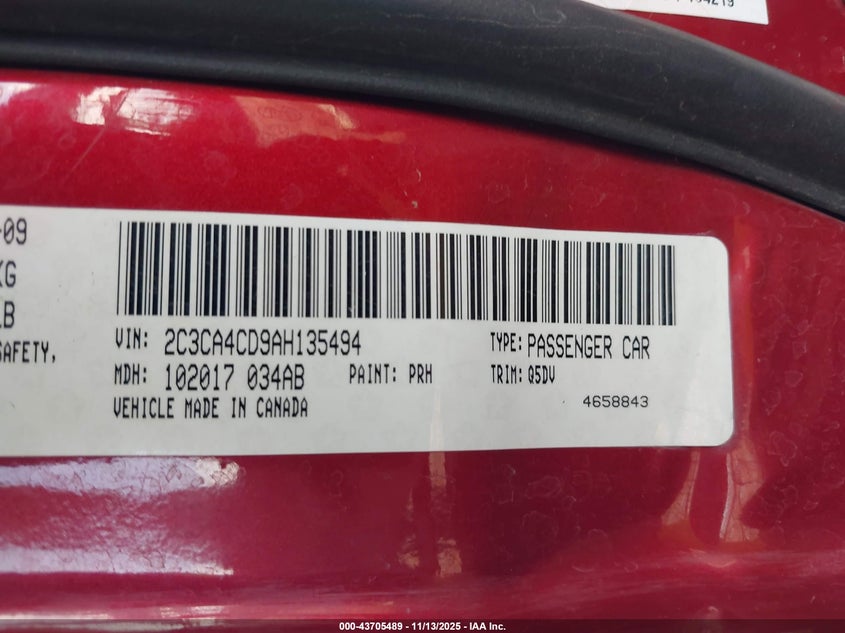 -09
KG
LB
SAFETY,
VIN: 2C3CA4CD9AH135494
TYPE: PASSENGER CAR
MDH: 102017 034AB PAINT: PRH
TRIM: Q5DV
VEHICLE MADE IN CANADA
4658843
000-43705489 - 11/13/2025 - IAA Inc.